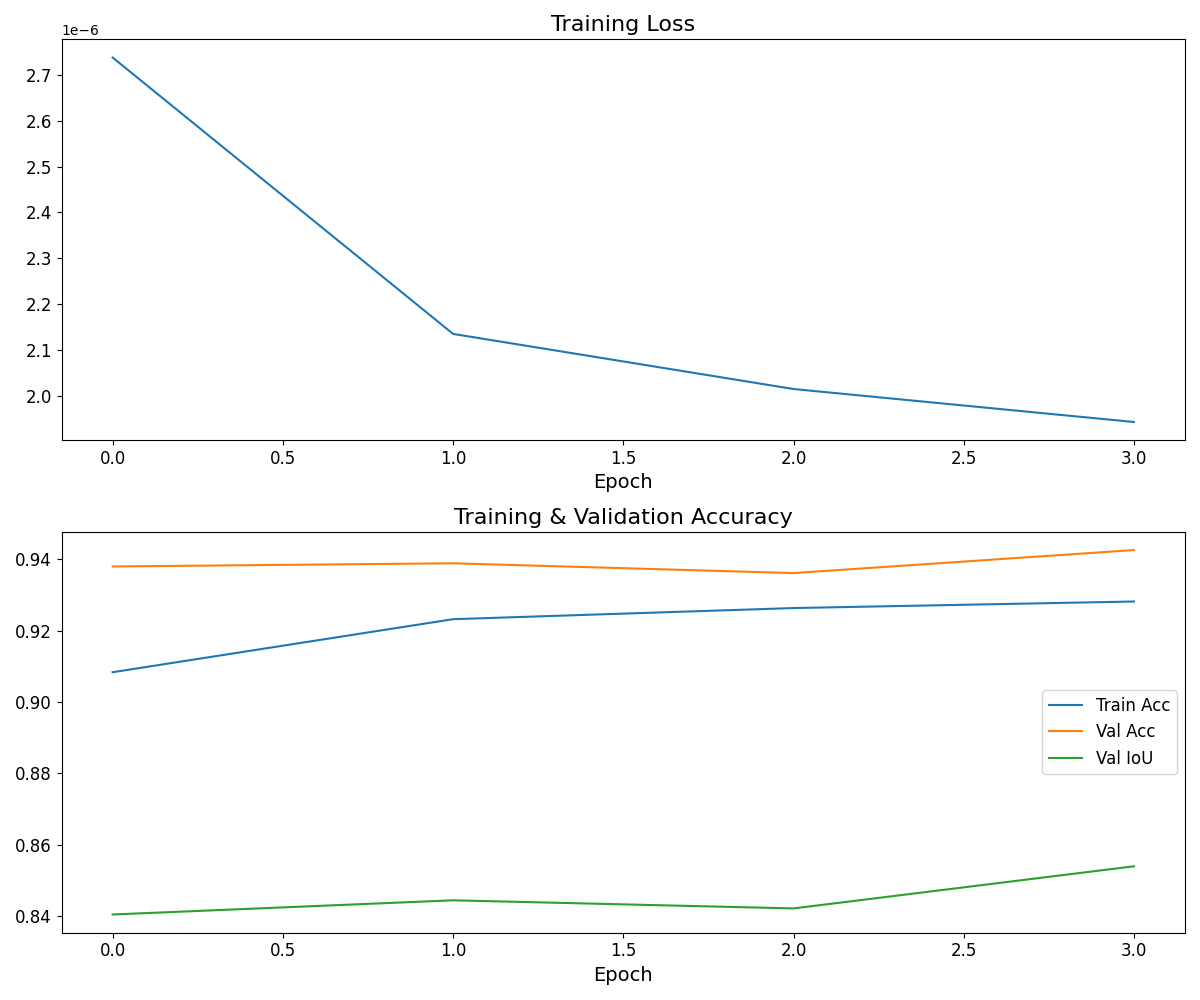 Training Loss
1e−6
2.7
2.6
2.5
2.4
2.3
2.2
2.1
2.0
0.0 0.5 1.0 1.5 2.0 2.5 3.0
Epoch
Training & Validation Accuracy
0.94
0.92
0.90
Train Acc
Val Acc
Val IoU
0.88
0.86
0.84
0.0 0.5 1.0 1.5 2.0 2.5 3.0
Epoch